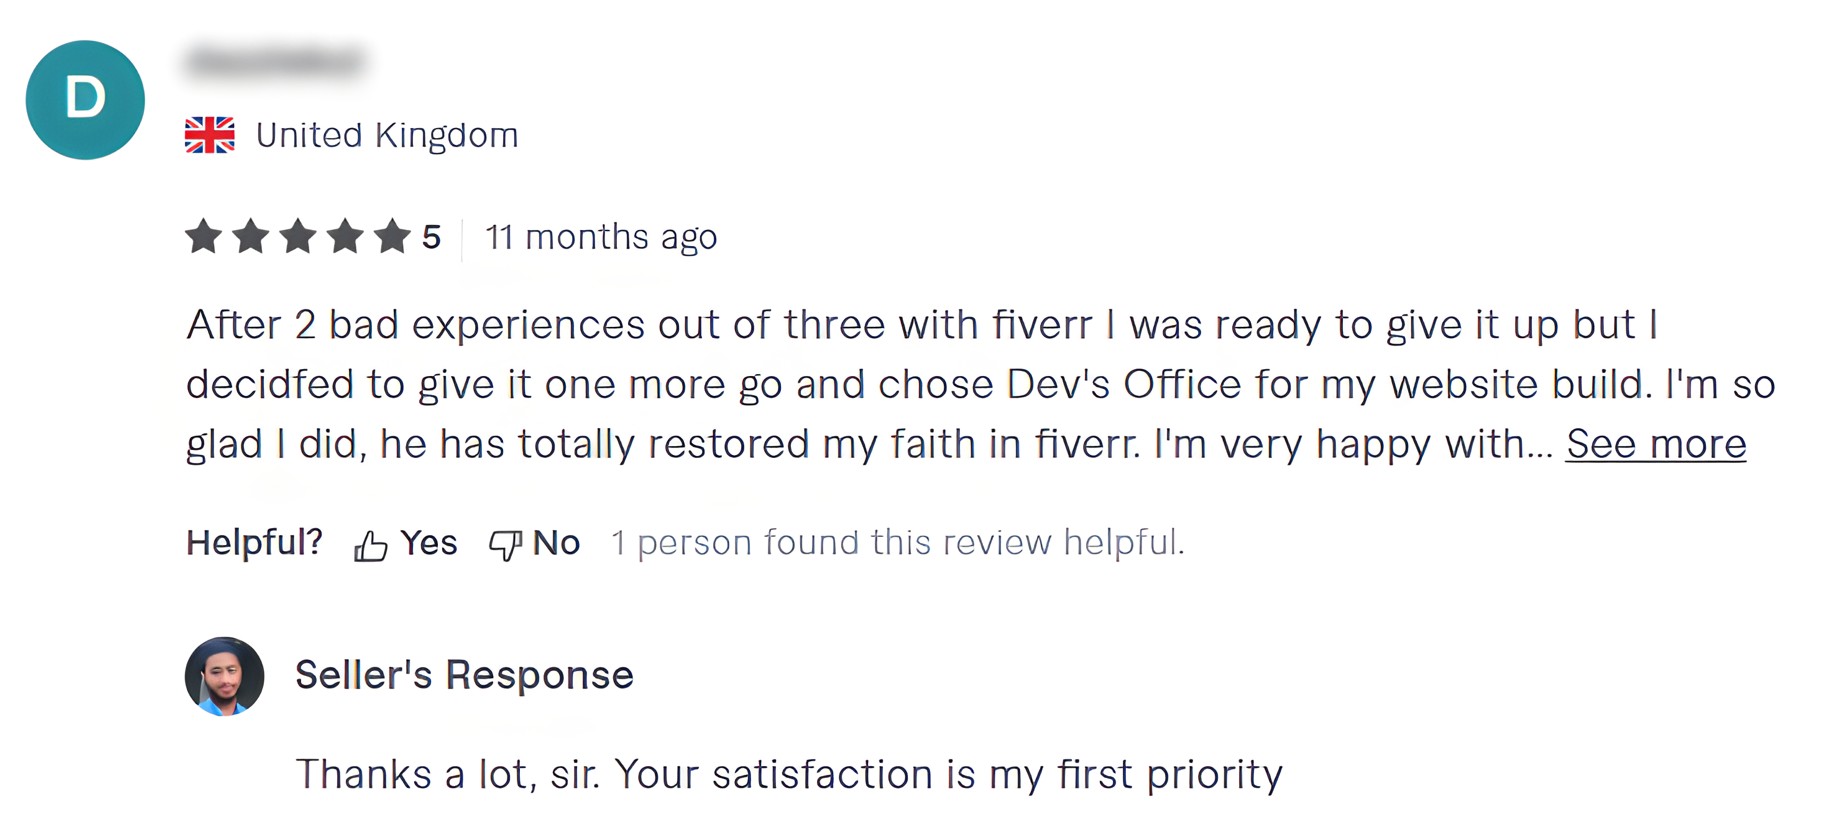 D
United Kingdom
5 11 months ago
After 2 bad experiences out of three with fiverr I was ready to give it up but I
decidfed to give it one more go and chose Dev's Office for my website build. I'm so
glad I did, he has totally restored my faith in fiverr. I'm very happy with... See more
Helpful? Yes No 1 person found this review helpful.
Seller's Response
Thanks a lot, sir. Your satisfaction is my first priority